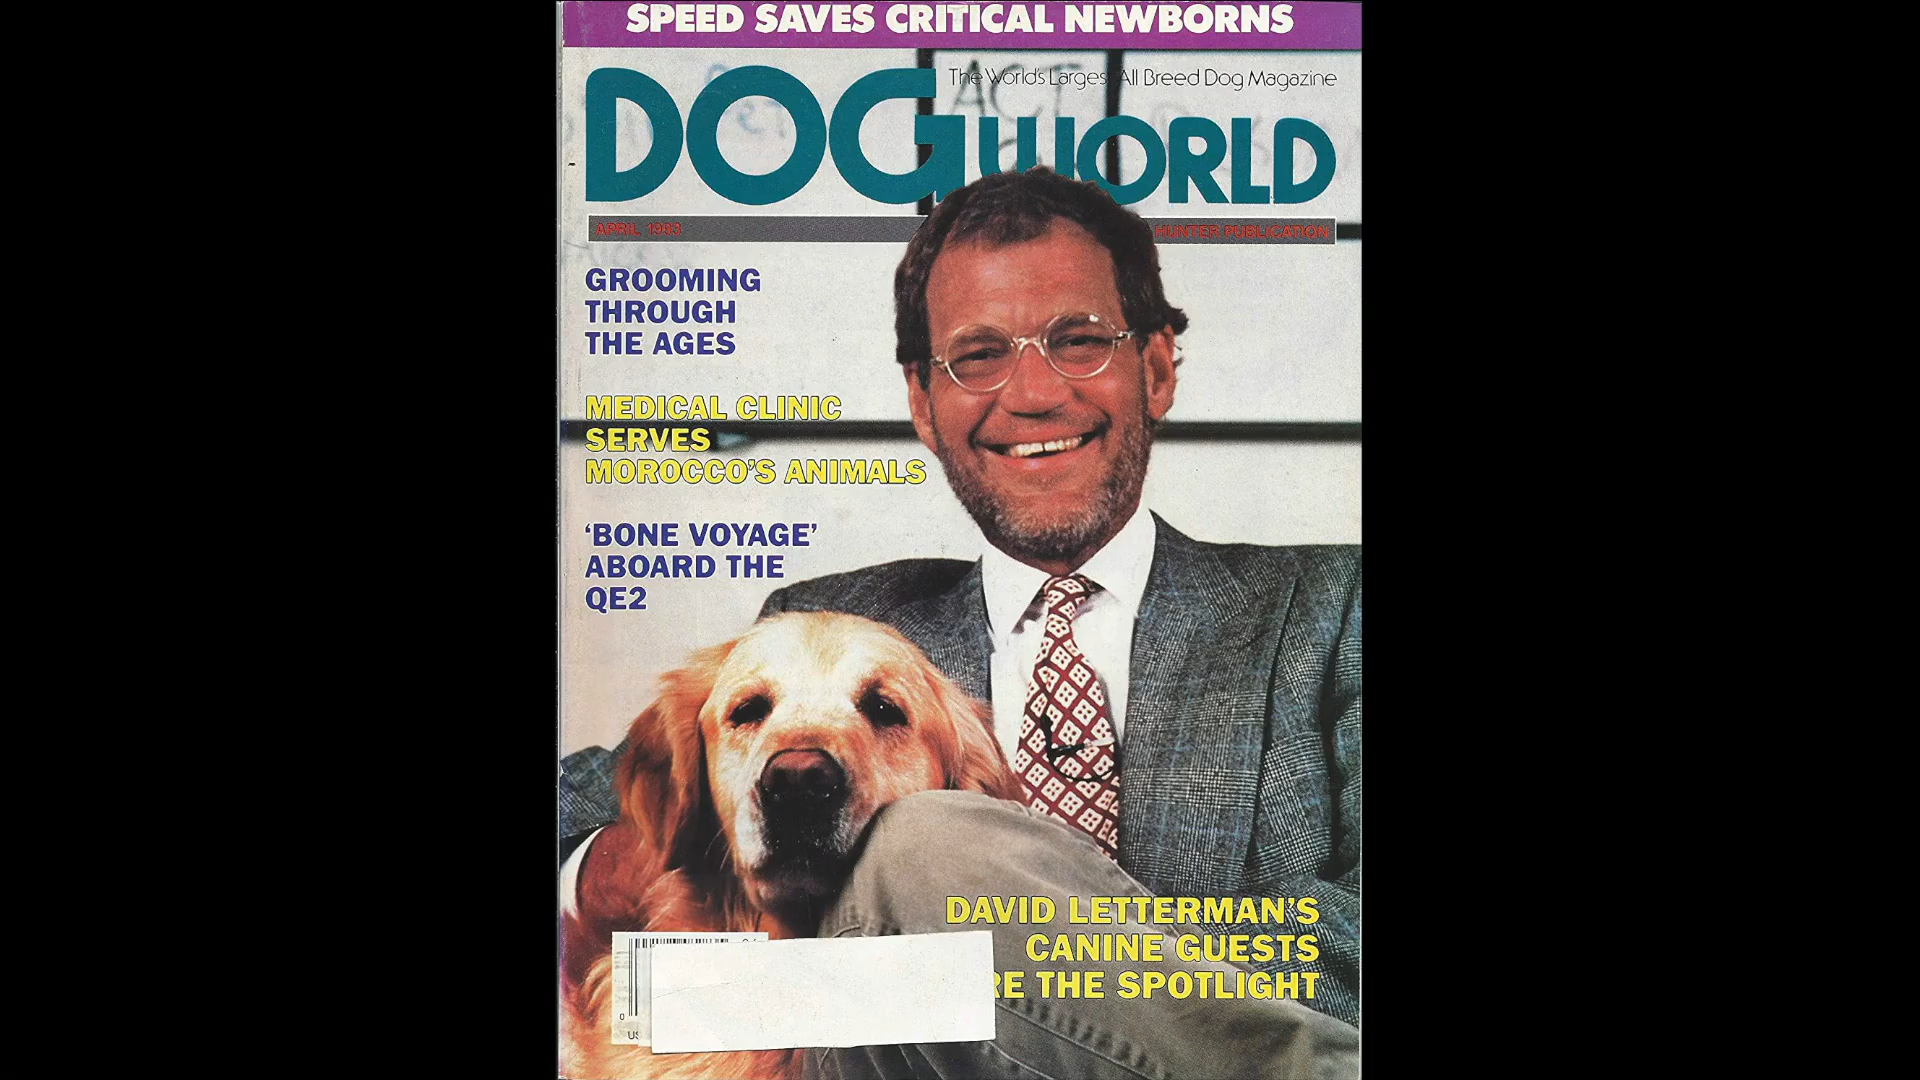 SPEED SAVES CRITICAL NEWBORNS
The World's Largest All Breed Dog Magazine
DOG WORLD
APRIL 1993
HUNTER PUBLICATION
GROOMING
THROUGH
THE AGES
MEDICAL CLINIC
SERVES
MOROCCO'S ANIMALS
‘BONE VOYAGE’
ABOARD THE
QE2
DAVID LETTERMAN'S
CANINE GUESTS
RE THE SPOTLIGHT
0
US